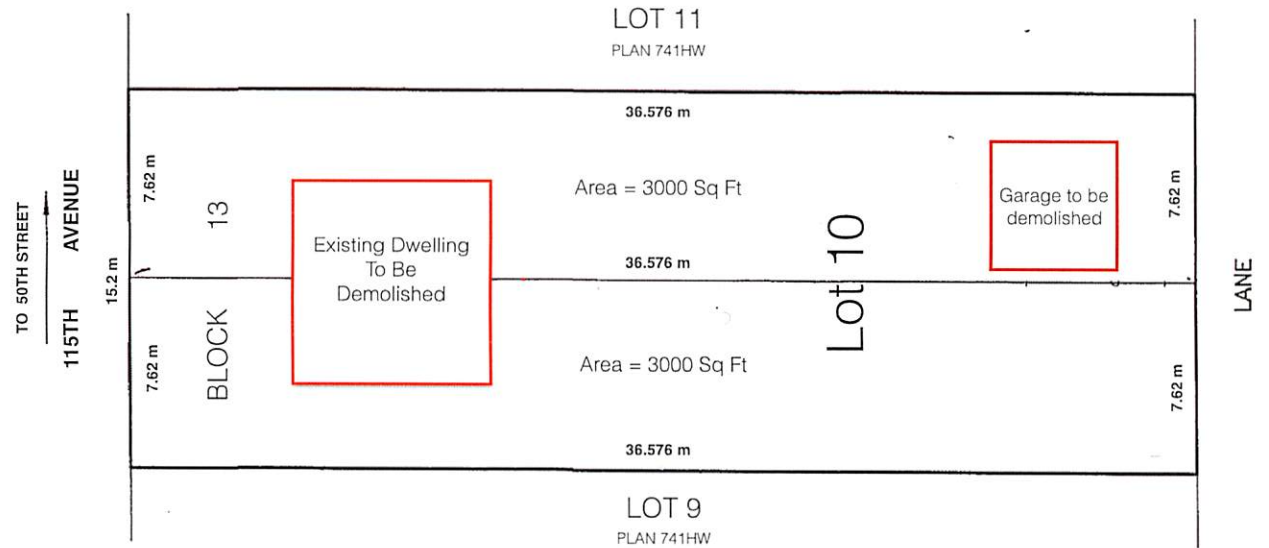 LOT 11
PLAN 741HW
36.576 m
7.62 m
13
Area = 3000 Sq Ft
Garage to be
demolished
7.62 m
TO 50TH STREET
115TH AVENUE
15.2 m
Existing Dwelling
To Be
Demolished
36.576 m
Lot 10
LANE
7.62 m
BLOCK
Area = 3000 Sq Ft
7.62 m
36.576 m
LOT 9
PLAN 741HW